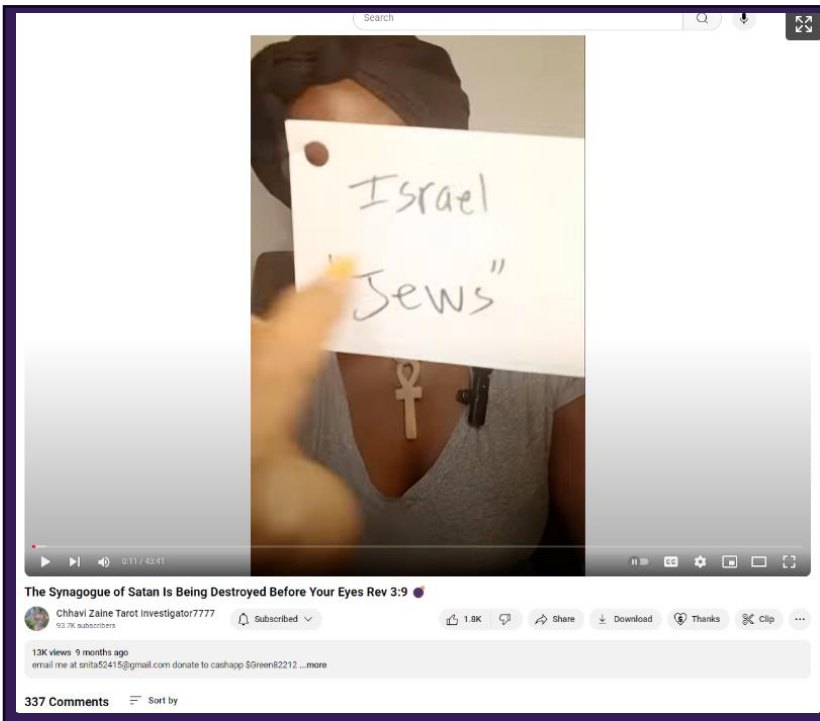 Search
Israel
"Jews"
0:11 / 43:41
CC
The Synagogue of Satan Is Being Destroyed Before Your Eyes Rev 3:9
Chhavi Zaine Tarot Investigator7777
93.7K subscribers
Subscribed
1.8K
Share
Download
Thanks
Clip
13K views 9 months ago
email me at snita52415@gmail.com donate to cashapp $Green82212 ...more
337 Comments
Sort by